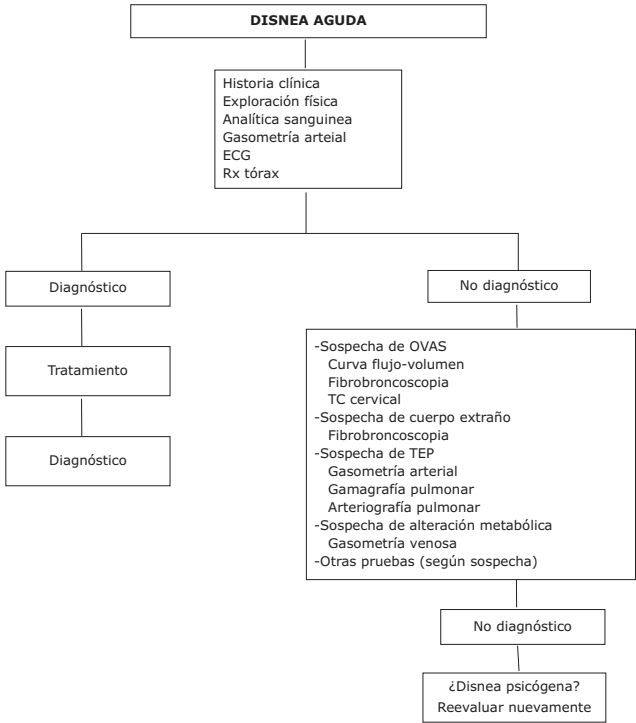 DISNEA AGUDA
Historia clínica
Exploración física
Analítica sanguinea
Gasometría arteial
ECG
Rx tórax
Diagnóstico
Tratamiento
Diagnóstico
No diagnóstico
-Sospecha de OVAS
Curva flujo-volumen
Fibrobroncoscopia
TC cervical
-Sospecha de cuerpo extraño
Fibrobroncoscopia
-Sospecha de TEP
Gasometría arterial
Gamagrafía pulmonar
Arteriografía pulmonar
-Sospecha de alteración metabólica
Gasometría venosa
-Otras pruebas (según sospecha)
No diagnóstico
¿Disnea psicógena?
Reevaluar nuevamente